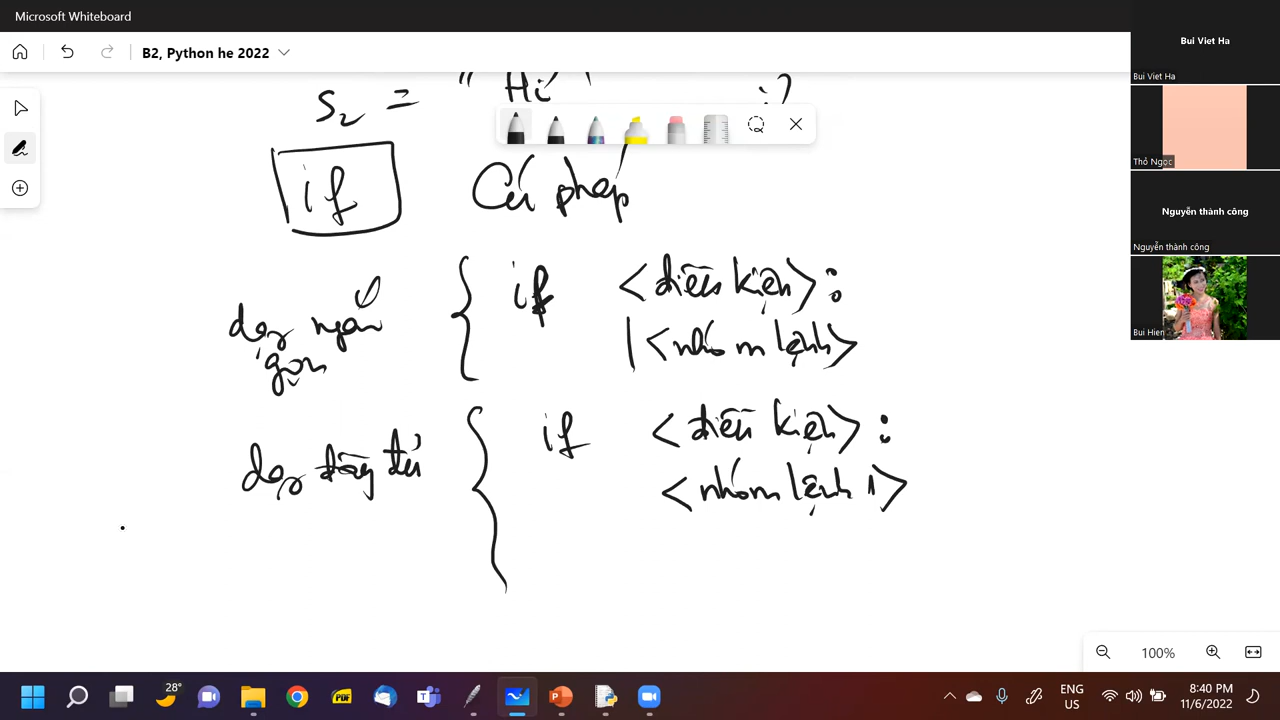 Microsoft Whiteboard
B2, Python he 2022
Bui Viet Ha
Bui Viet Ha
Thỏ Ngọc
Nguyễn thành công
Nguyễn thành công
Bui Hien
S2 = "Hi
if Cú pháp
dạng ngắn gọn
if <điều kiện>:
<nhóm lệnh>
dạng đầy đủ
if <điều kiện>:
<nhóm lệnh 1>
100%
28°
PDF
ENG
US
8:40 PM
11/6/2022